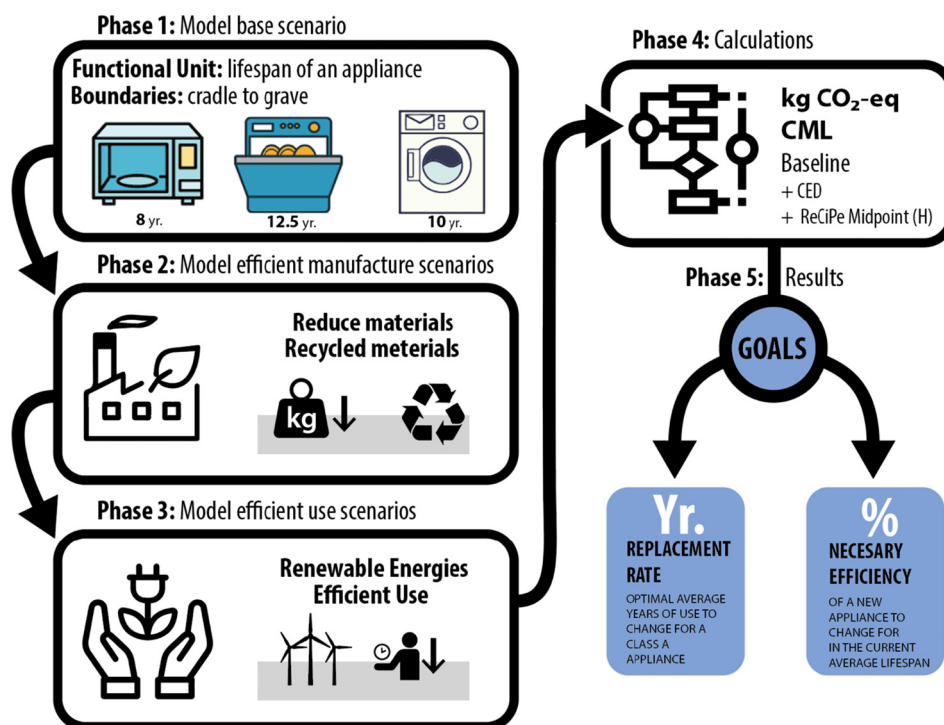 Phase 1: Model base scenario
Functional Unit: lifespan of an appliance
Boundaries: cradle to grave
8 yr.
12.5 yr.
10 yr.
Phase 2: Model efficient manufacture scenarios
Reduce materials
Recycled meterials
kg
Phase 3: Model efficient use scenarios
Renewable Energies
Efficient Use
Phase 4: Calculations
kg CO₂-eq
CML
Baseline
+ CED
+ ReCiPe Midpoint (H)
Phase 5: Results
GOALS
Yr.
REPLACEMENT
RATE
OPTIMAL AVERAGE
YEARS OF USE TO
CHANGE FOR A
CLASS A
APPLIANCE
%
NECESARY
EFFICIENCY
OF A NEW
APPLIANCE TO
CHANGE FOR
IN THE CURRENT
AVERAGE LIFESPAN